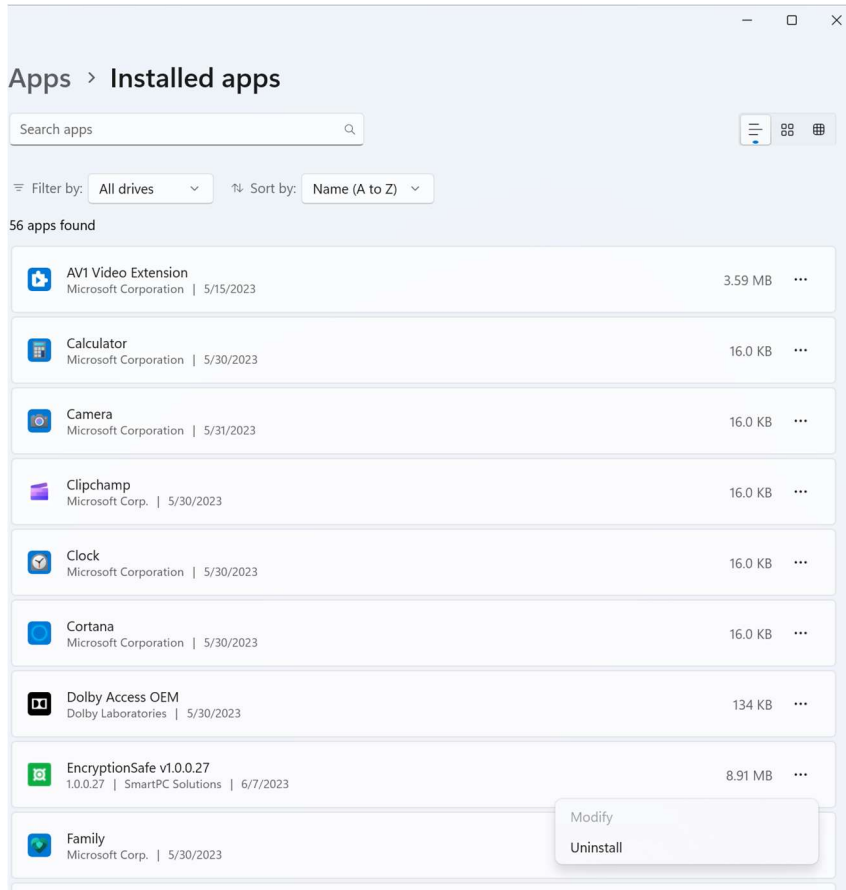 Apps > Installed apps
Search apps
Filter by: All drives Sort by: Name (A to Z)
56 apps found
AV1 Video Extension
Microsoft Corporation | 5/15/2023 3.59 MB
Calculator
Microsoft Corporation | 5/30/2023 16.0 KB
Camera
Microsoft Corporation | 5/31/2023 16.0 KB
Clipchamp
Microsoft Corp. | 5/30/2023 16.0 KB
Clock
Microsoft Corporation | 5/30/2023 16.0 KB
Cortana
Microsoft Corporation | 5/30/2023 16.0 KB
Dolby Access OEM
Dolby Laboratories | 5/30/2023 134 KB
EncryptionSafe v1.0.0.27
1.0.0.27 | SmartPC Solutions | 6/7/2023 8.91 MB
Modify
Uninstall
Family
Microsoft Corp. | 5/30/2023